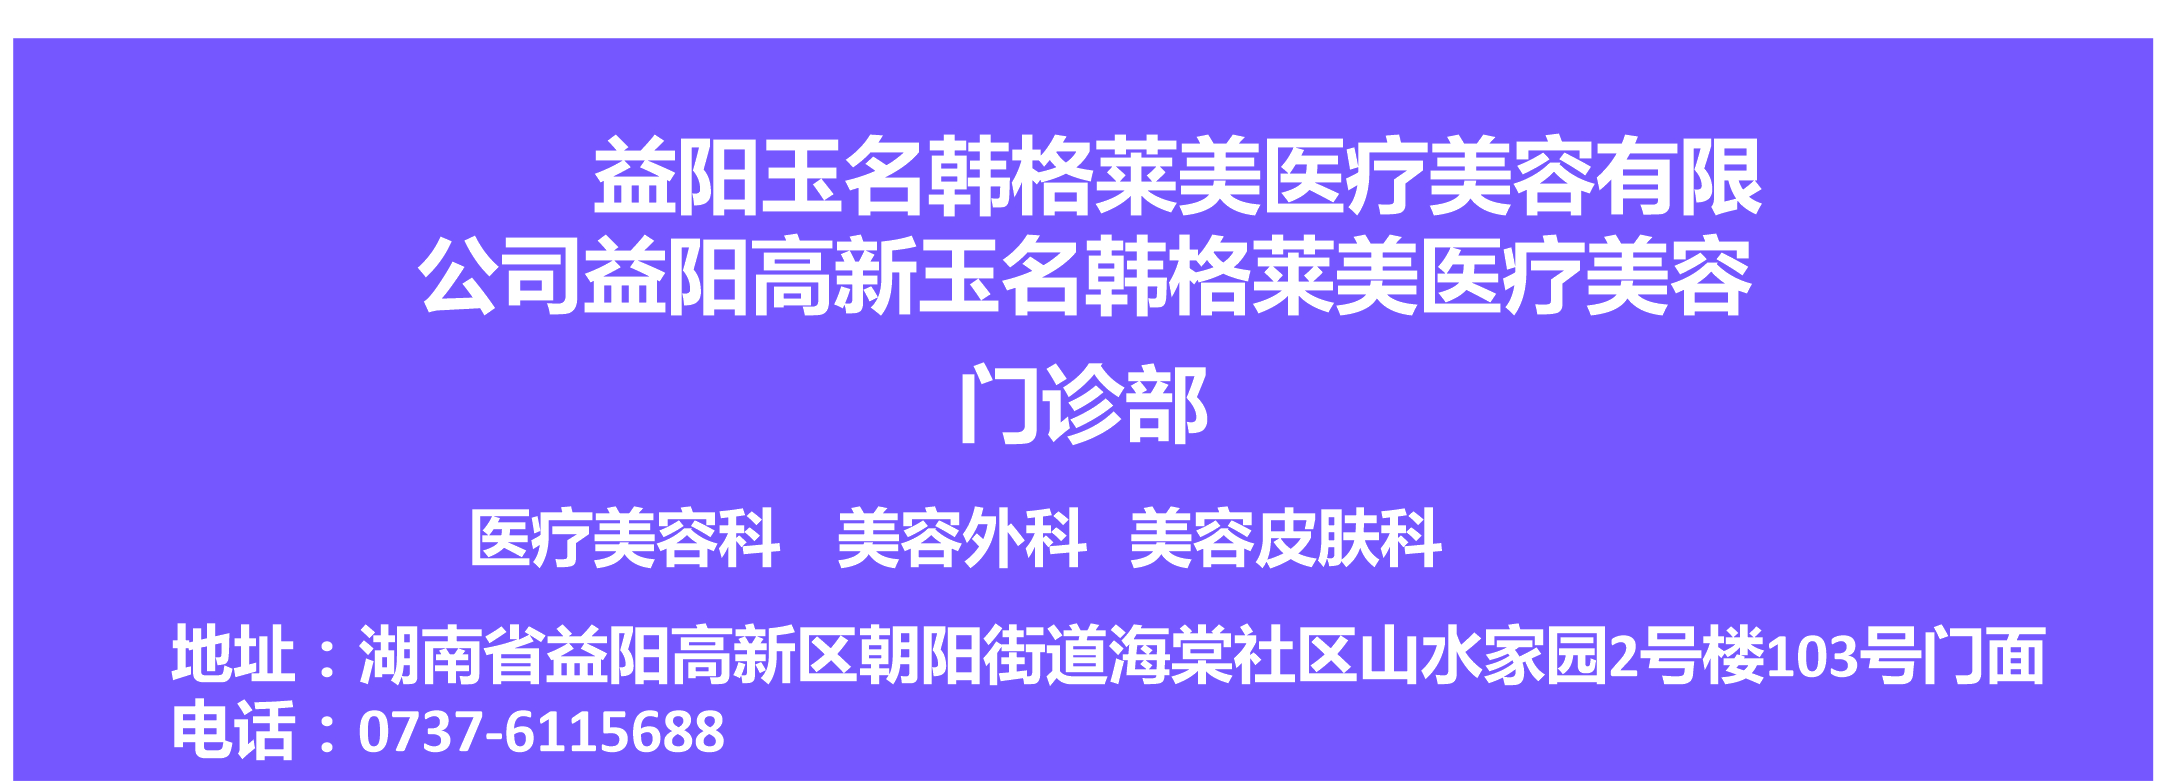 益阳玉名韩格莱美医疗美容有限
公司益阳高新玉名韩格莱美医疗美容
门诊部
医疗美容科 美容外科 美容皮肤科
地址：湖南省益阳高新区朝阳街道海棠社区山水家园2号楼103号门面
电话：0737-6115688